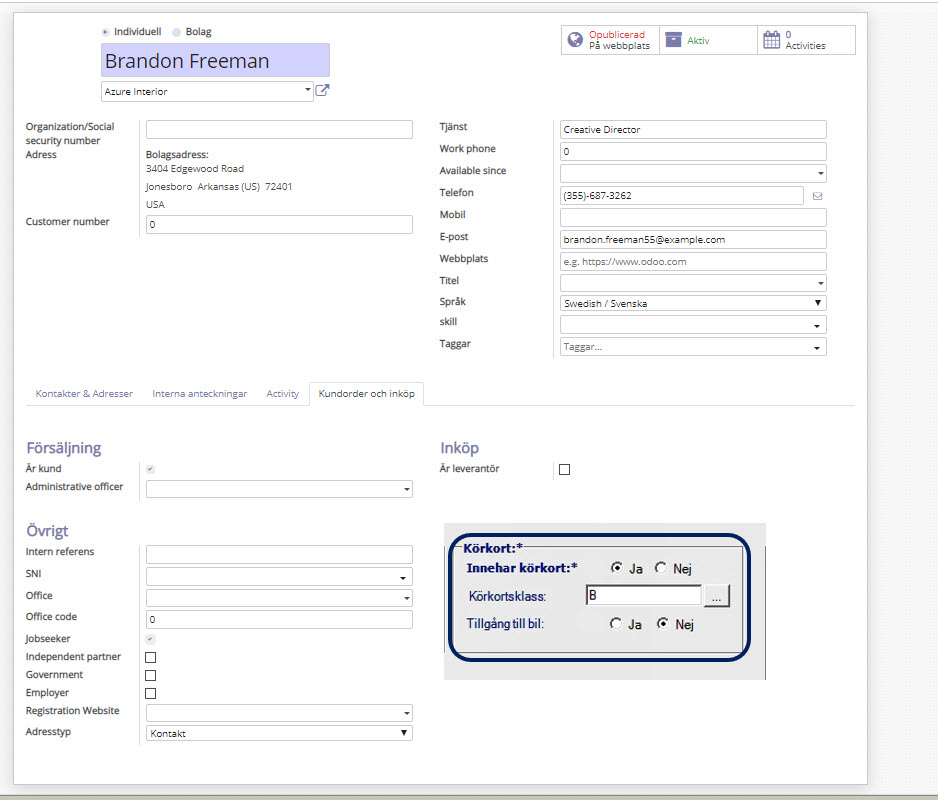 Individuell Bolag
Opublicerad
På webbplats
Aktiv
0
Activities
Brandon Freeman
Azure Interior
Organization/Social
security number
Adress
Bolagsadress:
3404 Edgewood Road
Jonesboro Arkansas (US) 72401
USA
Customer number 0
Tjänst Creative Director
Work phone 0
Available since
Telefon (355)-687-3262
Mobil
E-post brandon.freeman55@example.com
Webbplats e.g. https://www.odoo.com
Titel
Språk Swedish / Svenska
skill
Taggar Taggar...
Kontakter & Adresser Interna anteckningar Activity Kundorder och inköp
Försäljning
Är kund
Administrative officer
Inköp
Är leverantör
Övrigt
Intern referens
SNI
Office
Office code 0
Jobseeker
Independent partner
Government
Employer
Registration Website
Adresstyp Kontakt
Körkort:*
Innehar körkort:* Ja Nej
Körkortsklass: B ...
Tillgång till bil: Ja Nej